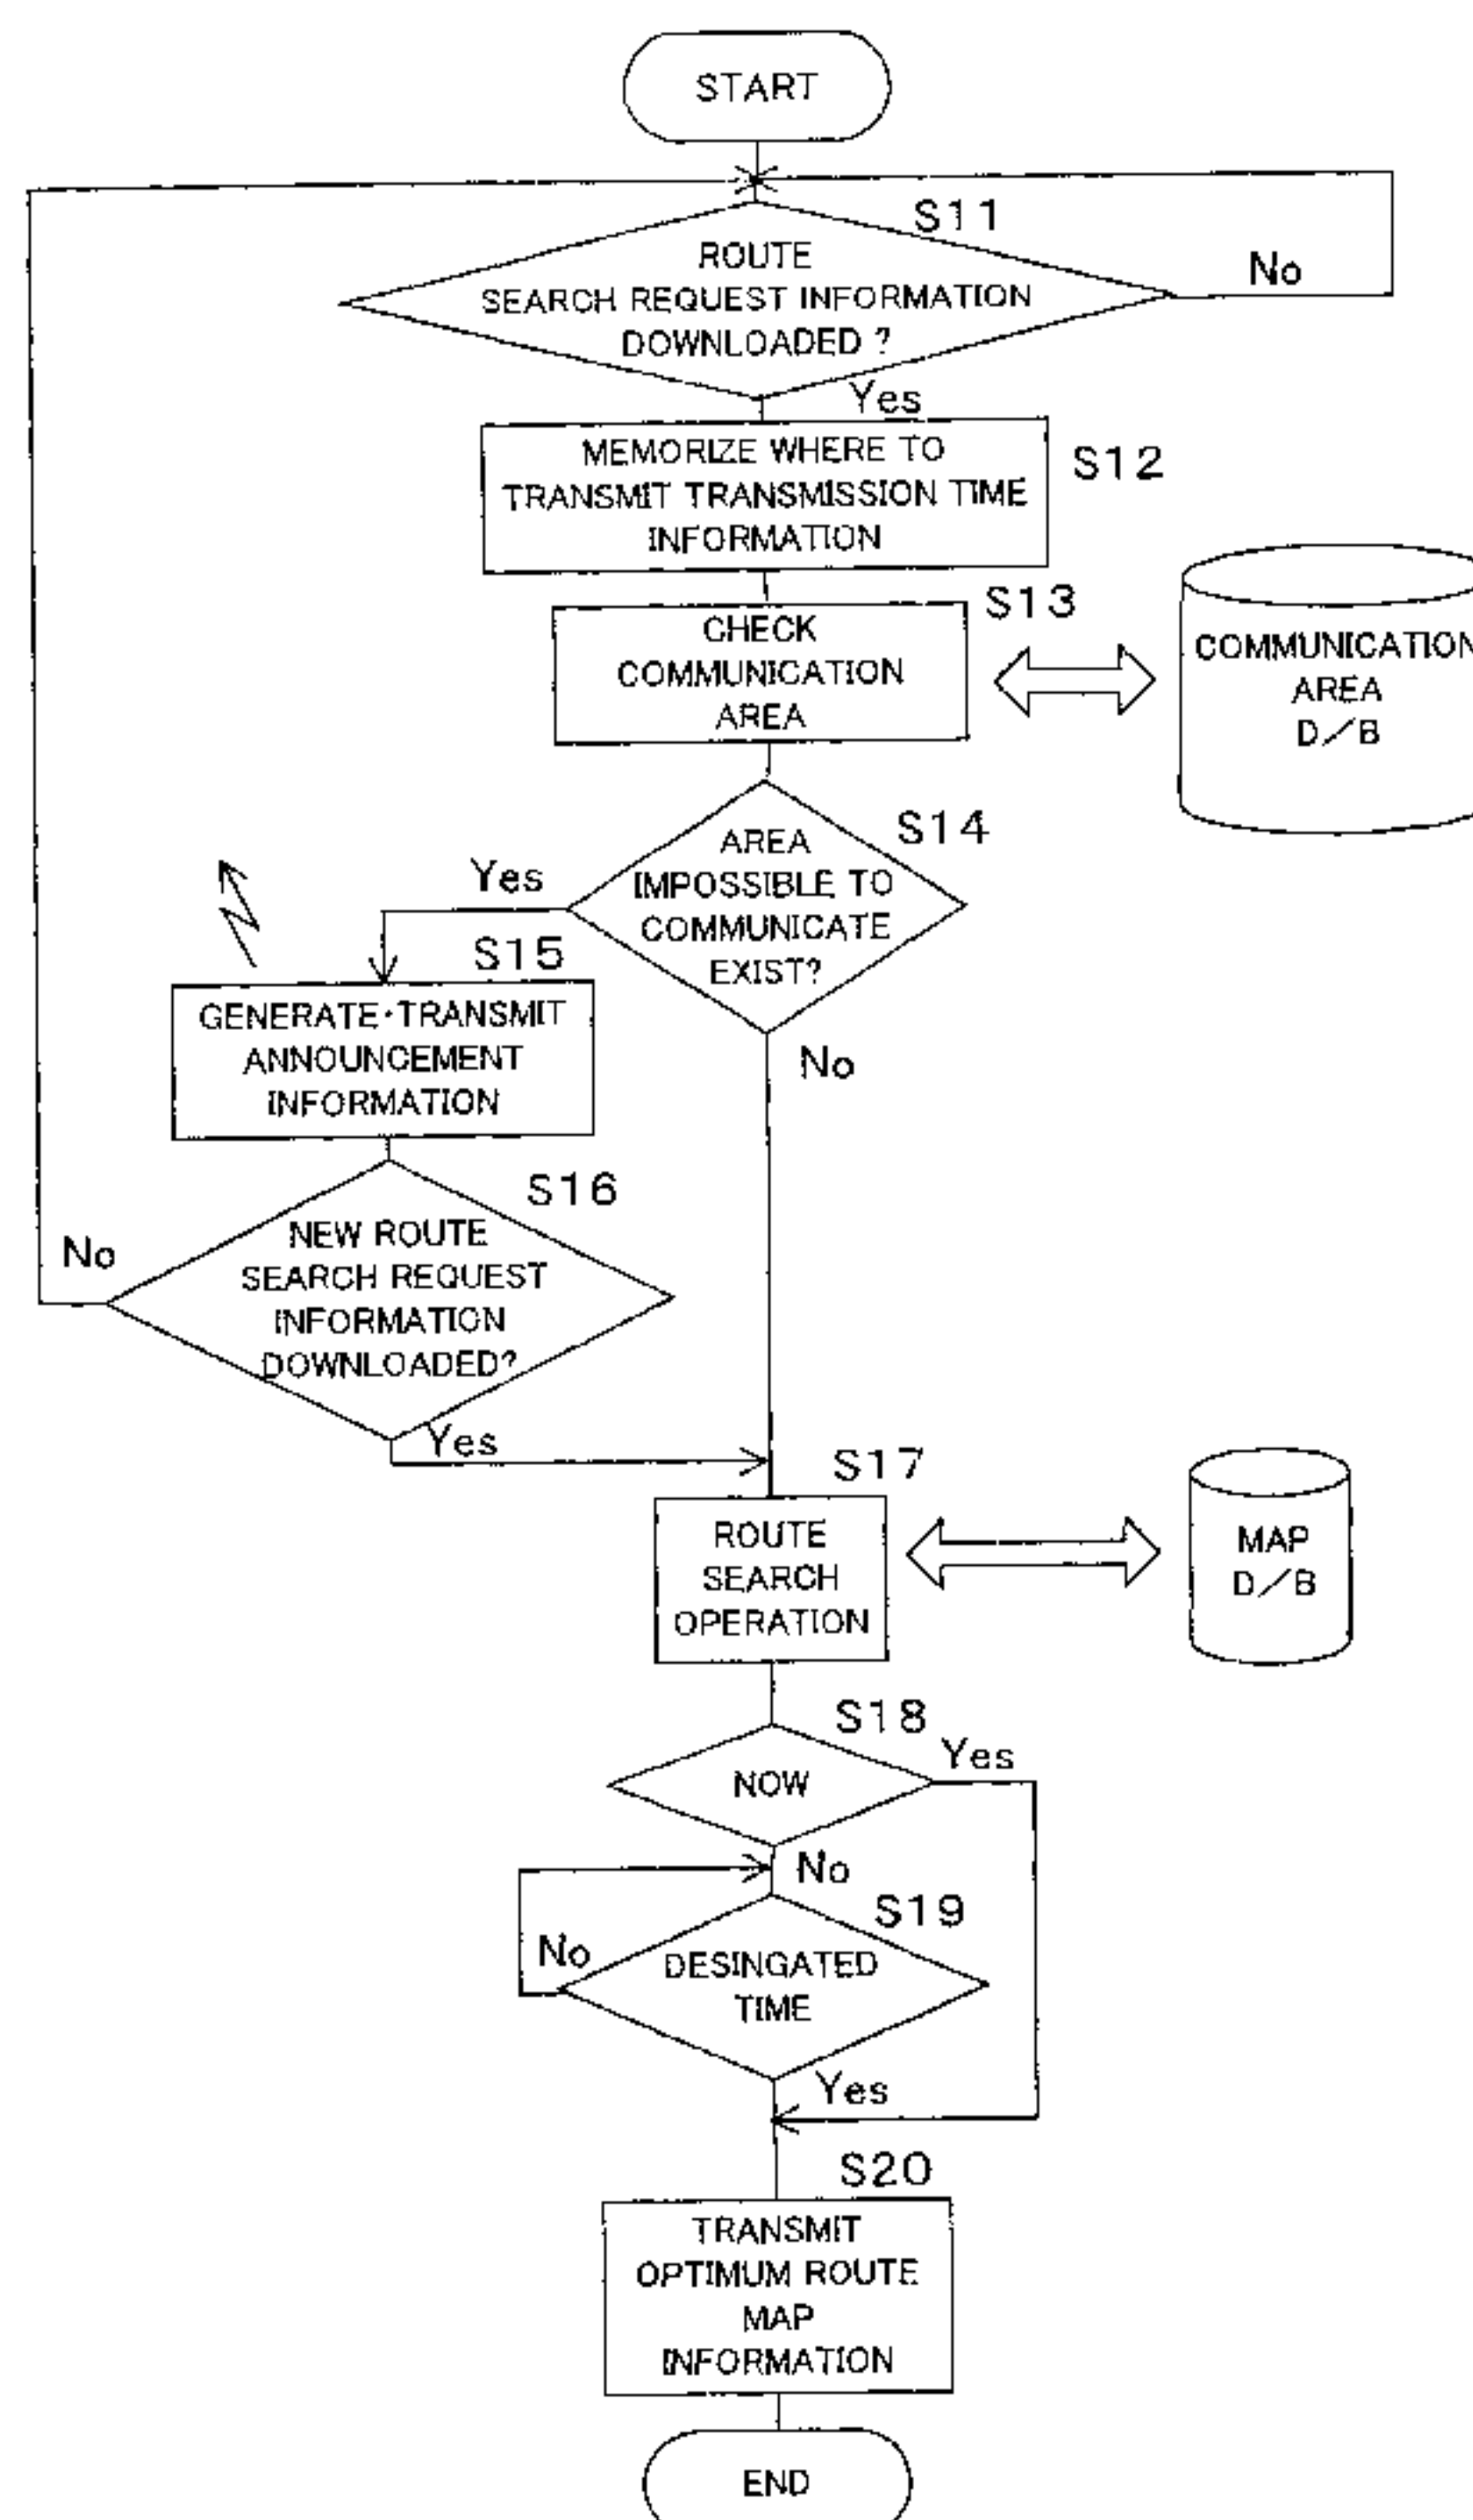 START
S11
ROUTE
SEARCH REQUEST INFORMATION
DOWNLOADED ?
No
Yes
MEMORIZE WHERE TO
TRANSMIT TRANSMISSION TIME
INFORMATION
S12
CHECK
COMMUNICATION
AREA
S13
COMMUNICATION
AREA
D/B
S14
AREA
IMPOSSIBLE TO
COMMUNICATE
EXIST?
Yes
No
S15
GENERATE・TRANSMIT
ANNOUNCEMENT
INFORMATION
S16
NEW ROUTE
SEARCH REQUEST
INFORMATION
DOWNLOADED?
No
Yes
S17
ROUTE
SEARCH
OPERATION
MAP
D/B
S18
NOW
Yes
No
S19
DESINGATED
TIME
No
Yes
S20
TRANSMIT
OPTIMUM ROUTE
MAP
INFORMATION
END